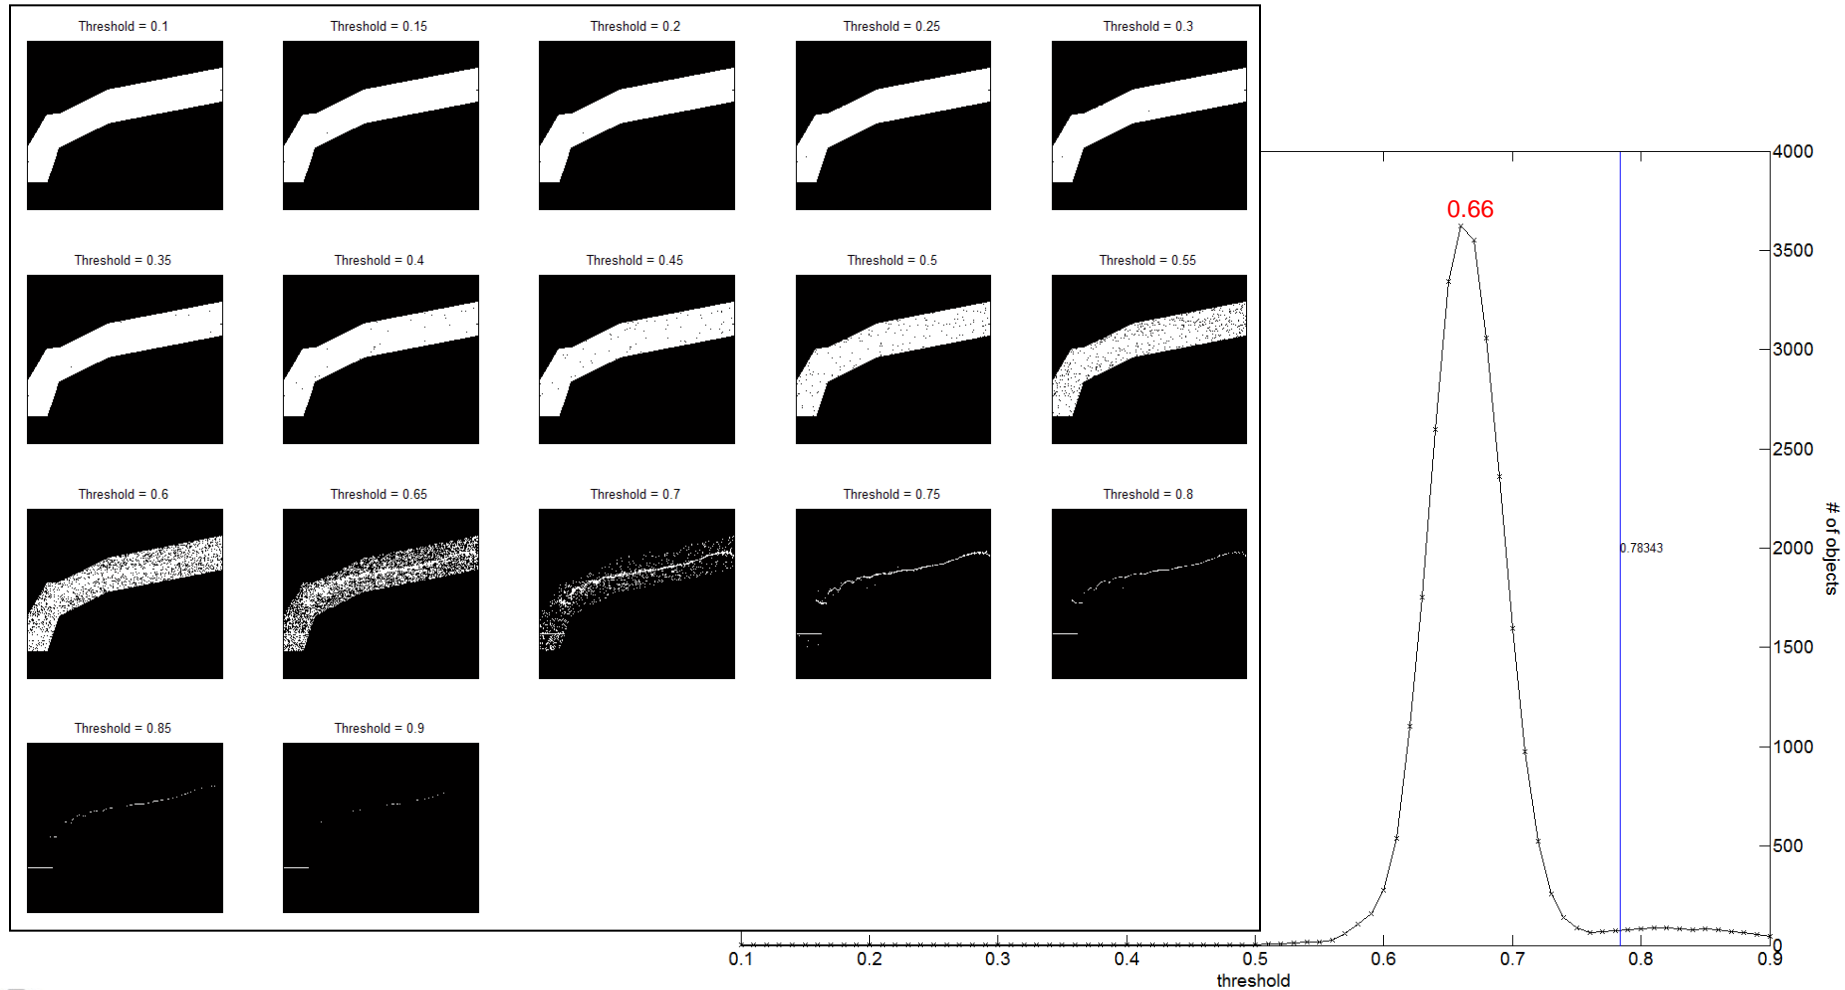 Threshold = 0.1
Threshold = 0.15
Threshold = 0.2
Threshold = 0.25
Threshold = 0.3
Threshold = 0.35
Threshold = 0.4
Threshold = 0.45
Threshold = 0.5
Threshold = 0.55
Threshold = 0.6
Threshold = 0.65
Threshold = 0.7
Threshold = 0.75
Threshold = 0.8
Threshold = 0.85
Threshold = 0.9
0.66
0.78343
4000
3500
3000
2500
2000
1500
1000
500
0
# of objects
0.1
0.2
0.3
0.4
0.5
0.6
0.7
0.8
0.9
threshold